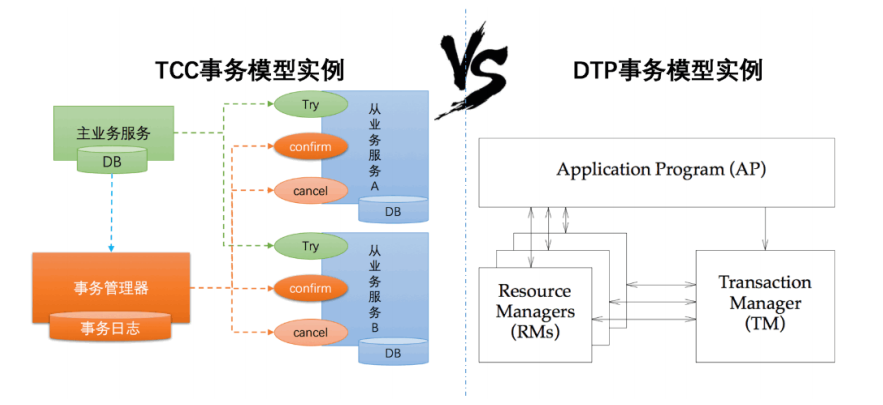 VS
TCC事务模型实例
主业务服务
DB
事务管理器
事务日志
Try
confirm
cancel
从业务服务A
DB
Try
confirm
cancel
从业务服务B
DB
DTP事务模型实例
Application Program (AP)
Resource
Managers
(RMs)
Transaction
Manager
(TM)